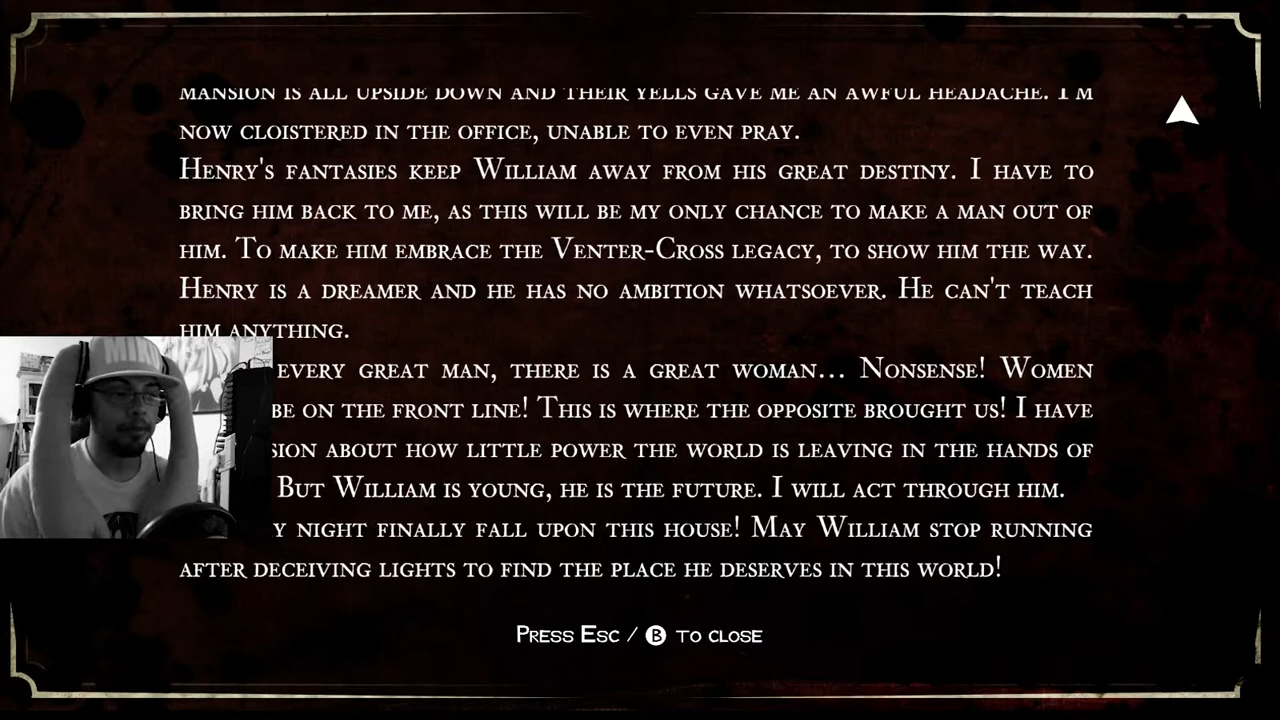 MANSION IS ALL UPSIDE DOWN AND THEIR YELLS GAVE ME AN AWFUL HEADACHE. I'M
NOW CLOISTERED IN THE OFFICE, UNABLE TO EVEN PRAY.
HENRY'S FANTASIES KEEP WILLIAM AWAY FROM HIS GREAT DESTINY. I HAVE TO
BRING HIM BACK TO ME, AS THIS WILL BE MY ONLY CHANCE TO MAKE A MAN OUT OF
HIM. TO MAKE HIM EMBRACE THE VENTER-CROSS LEGACY, TO SHOW HIM THE WAY.
HENRY IS A DREAMER AND HE HAS NO AMBITION WHATSOEVER. HE CAN'T TEACH
HIM ANYTHING.
EVERY GREAT MAN, THERE IS A GREAT WOMAN... NONSENSE! WOMEN
BE ON THE FRONT LINE! THIS IS WHERE THE OPPOSITE BROUGHT US! I HAVE
SION ABOUT HOW LITTLE POWER THE WORLD IS LEAVING IN THE HANDS OF
BUT WILLIAM IS YOUNG, HE IS THE FUTURE. I WILL ACT THROUGH HIM.
Y NIGHT FINALLY FALL UPON THIS HOUSE! MAY WILLIAM STOP RUNNING
AFTER DECEIVING LIGHTS TO FIND THE PLACE HE DESERVES IN THIS WORLD!
PRESS ESC / B TO CLOSE